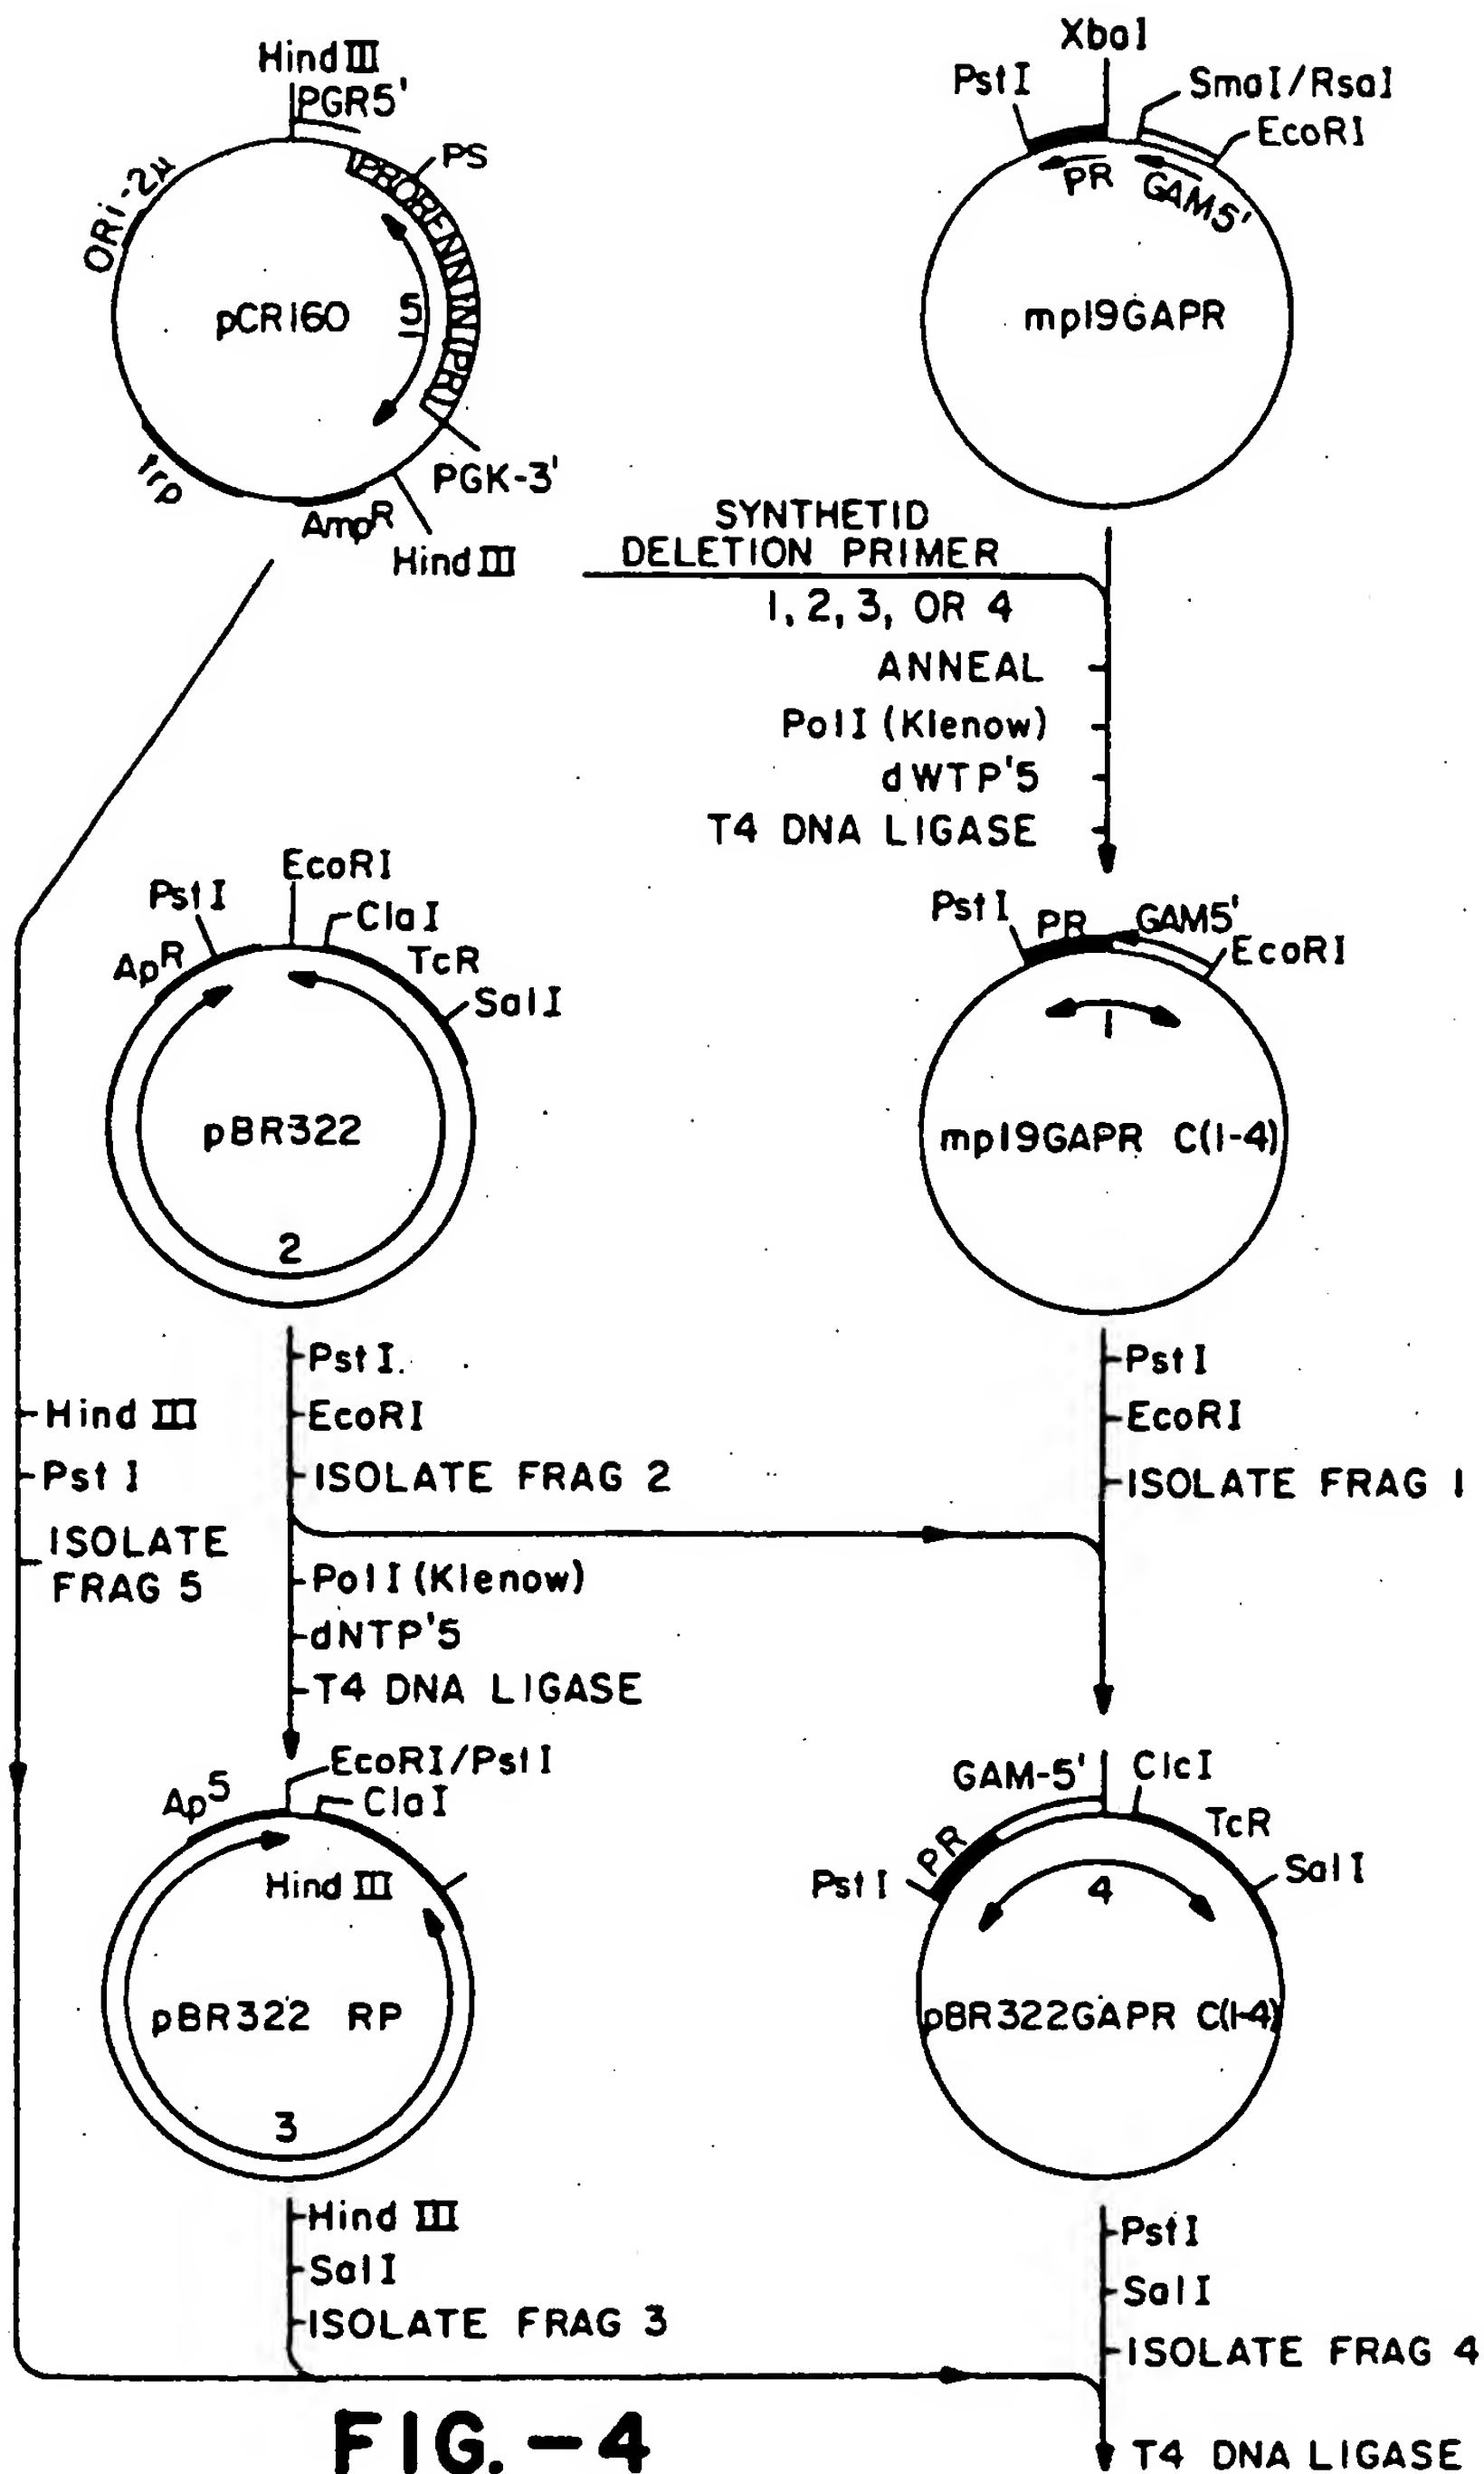 Hind III
PGR5'
PS
PRORENNIN(PRI)
ORi-2µ
pCR160
5
trp
AmpR
PGK-3'
Hind III
XbaI
PstI
SmaI/RsaI
EcoRI
PR
GAM5'
mp19GAPR
SYNTHETID
DELETION PRIMER
1, 2, 3, OR 4
ANNEAL
PolI (Klenow)
dWTP'5
T4 DNA LIGASE
EcoRI
PstI
ClaI
ApR
TcR
SalI
pBR322
2
PstI
PR
GAM5'
EcoRI
1
mp19GAPR C(1-4)
Hind III
Pst I
ISOLATE
FRAG 5
PstI.
EcoRI
ISOLATE FRAG 2
PolI (Klenow)
dNTP'5
T4 DNA LIGASE
PstI
EcoRI
ISOLATE FRAG 1
EcoRI/PstI
Ap5
ClaI
Hind III
pBR322 RP
3
GAM-5'
ClcI
TcR
PR
PstI
SalI
4
pBR322GAPR C(1-4)
Hind III
SalI
ISOLATE FRAG 3
PstI
SalI
ISOLATE FRAG 4
T4 DNA LIGASE
FIG.-4